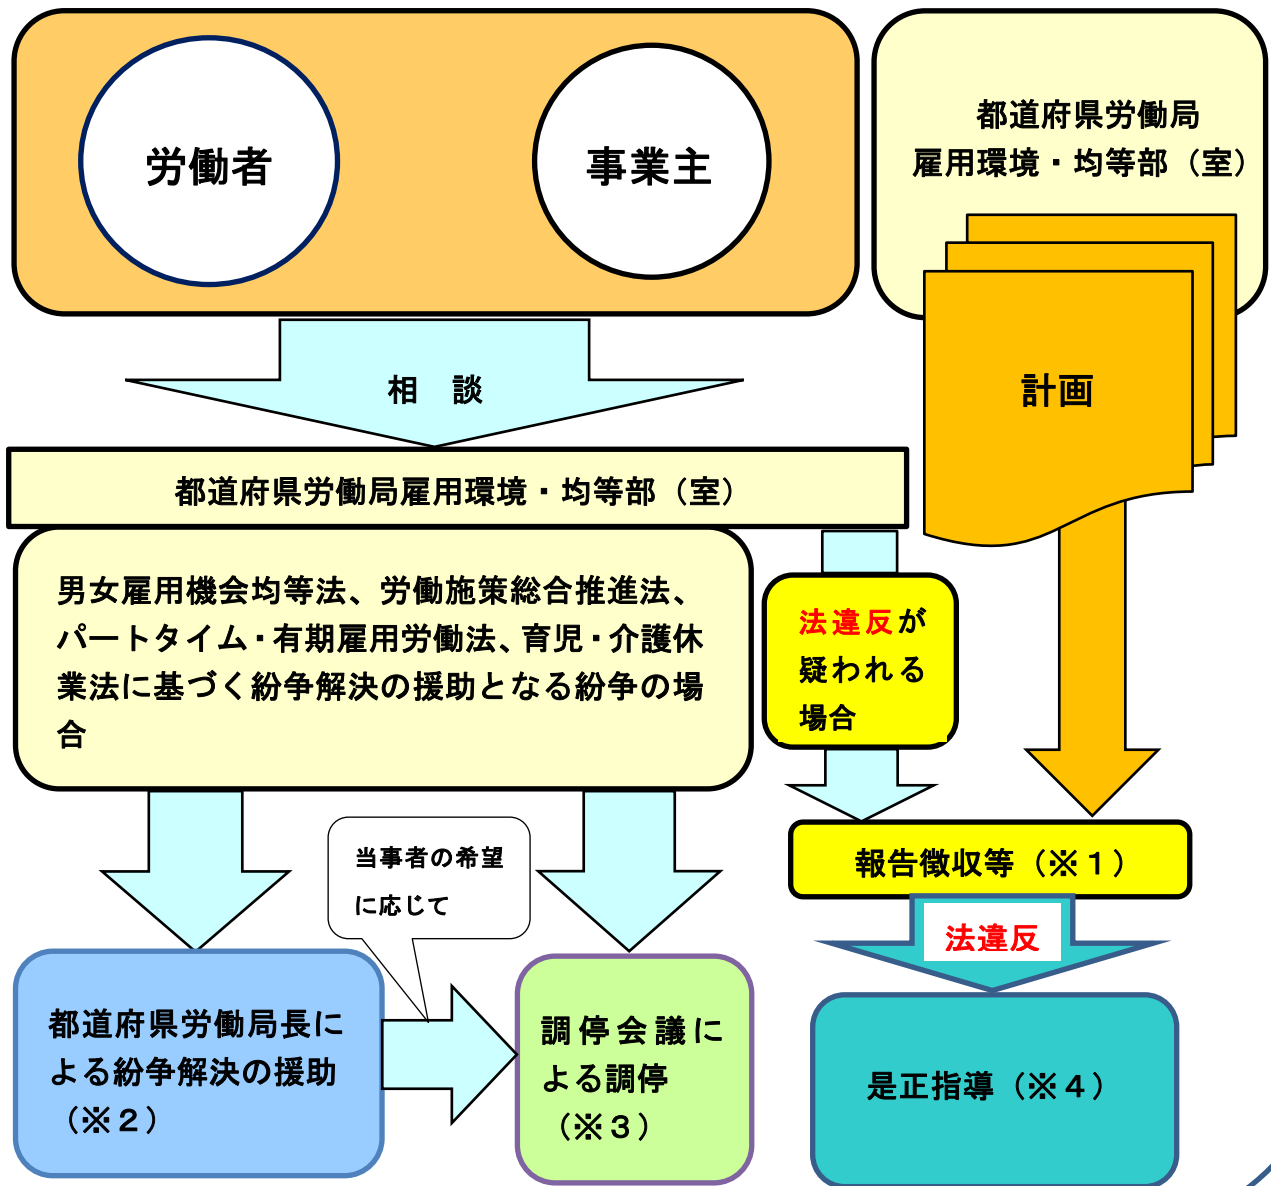 労働者
事業主
都道府県労働局
雇用環境・均等部（室）
計画
相　談
都道府県労働局雇用環境・均等部（室）
男女雇用機会均等法、労働施策総合推進法、
パートタイム・有期雇用労働法、育児・介護休
業法に基づく紛争解決の援助となる紛争の場
合
法違反が
疑われる
場合
報告徴収等（※１）
当事者の希望
に応じて
法違反
都道府県労働局長に
よる紛争解決の援助
（※２）
調停会議に
よる調停
（※３）
是正指導（※４）